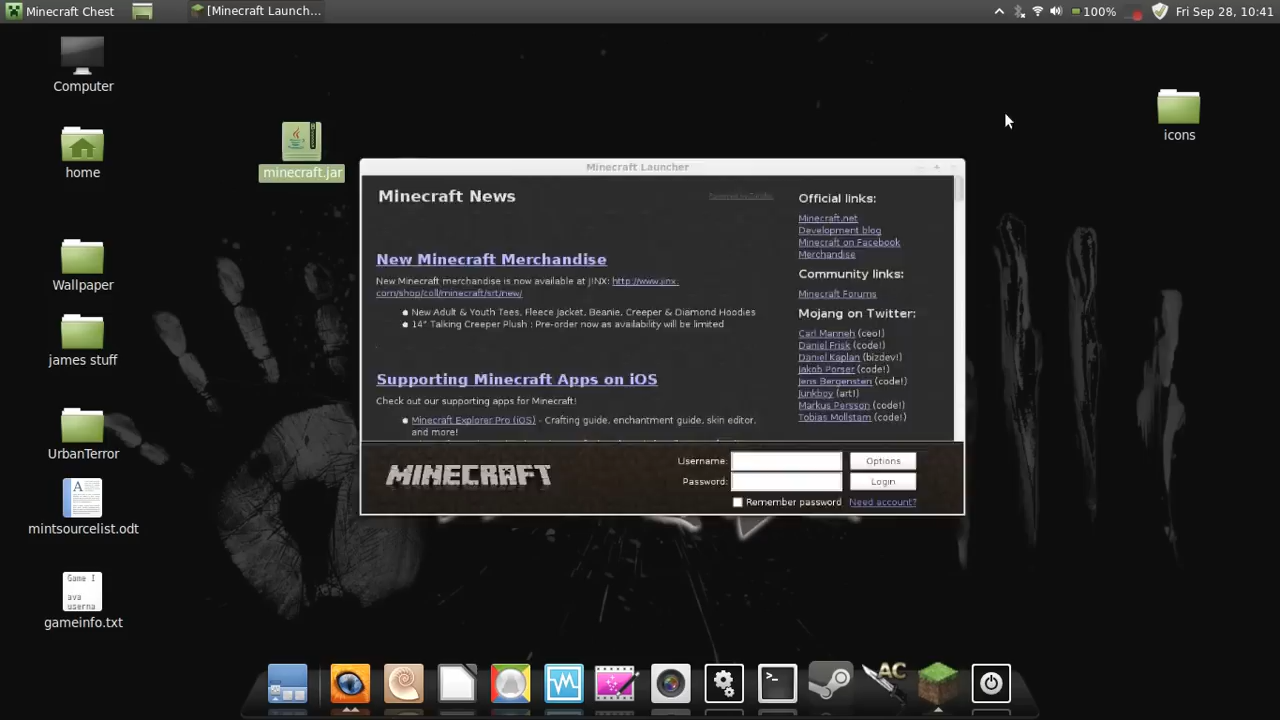 Minecraft Chest
[Minecraft Launch...
100%
Fri Sep 28, 10:41
Computer
home
Wallpaper
james stuff
UrbanTerror
mintsourcelist.odt
Game I
ava
userna
gameinfo.txt
minecraft.jar
icons
Minecraft Launcher
Minecraft News
New Minecraft Merchandise
New Minecraft merchandise is now available at JINX: http://www.jinx.
com/shop/coll/minecraft/srt/new/
New Adult & Youth Tees, Fleece Jacket, Beanie, Creeper & Diamond Hoodies
14" Talking Creeper Plush : Pre-order now as availability will be limited
Supporting Minecraft Apps on iOS
Check out our supporting apps for Minecraft!
Minecraft Explorer Pro (iOS) - Crafting guide, enchantment guide, skin editor,
and more!
Official links:
Minecraft.net
Development blog
Minecraft on Facebook
Merchandise
Community links:
Minecraft Forums
Mojang on Twitter:
Carl Manneh (ceo!)
Daniel Frisk (code!)
Daniel Kaplan (bizdev!)
Jakob Porser (code!)
Jens Bergensten (code!)
Junkboy (art!)
Markus Persson (code!)
Tobias Mollstam (code!)
MINECRAFT
Username:
Options
Password:
Login
Remember password
Need account?
AC